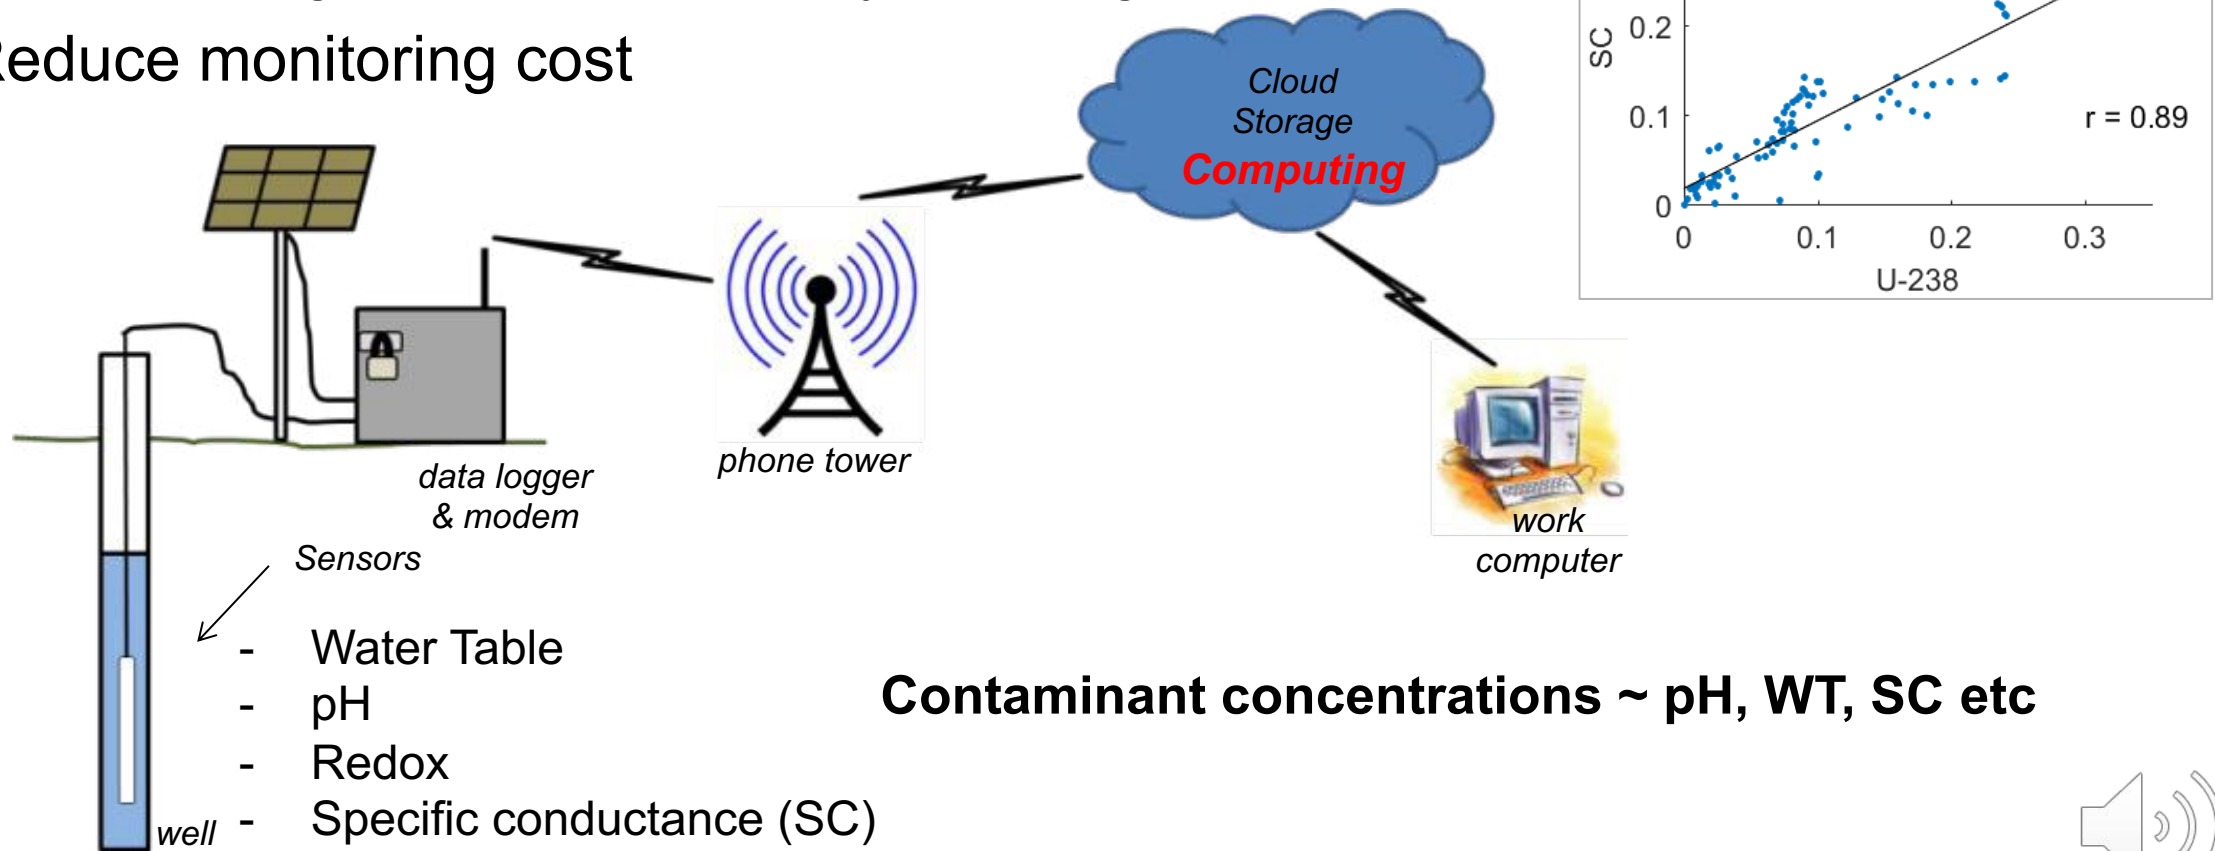 educe monitoring cost
Cloud
Storage
Computing
SC
0.2
0.1
0
r = 0.89
0
0.1
0.2
0.3
U-238
data logger
& modem
phone tower
work
computer
Sensors
- Water Table
- pH
- Redox
- Specific conductance (SC)
well
Contaminant concentrations ~ pH, WT, SC etc